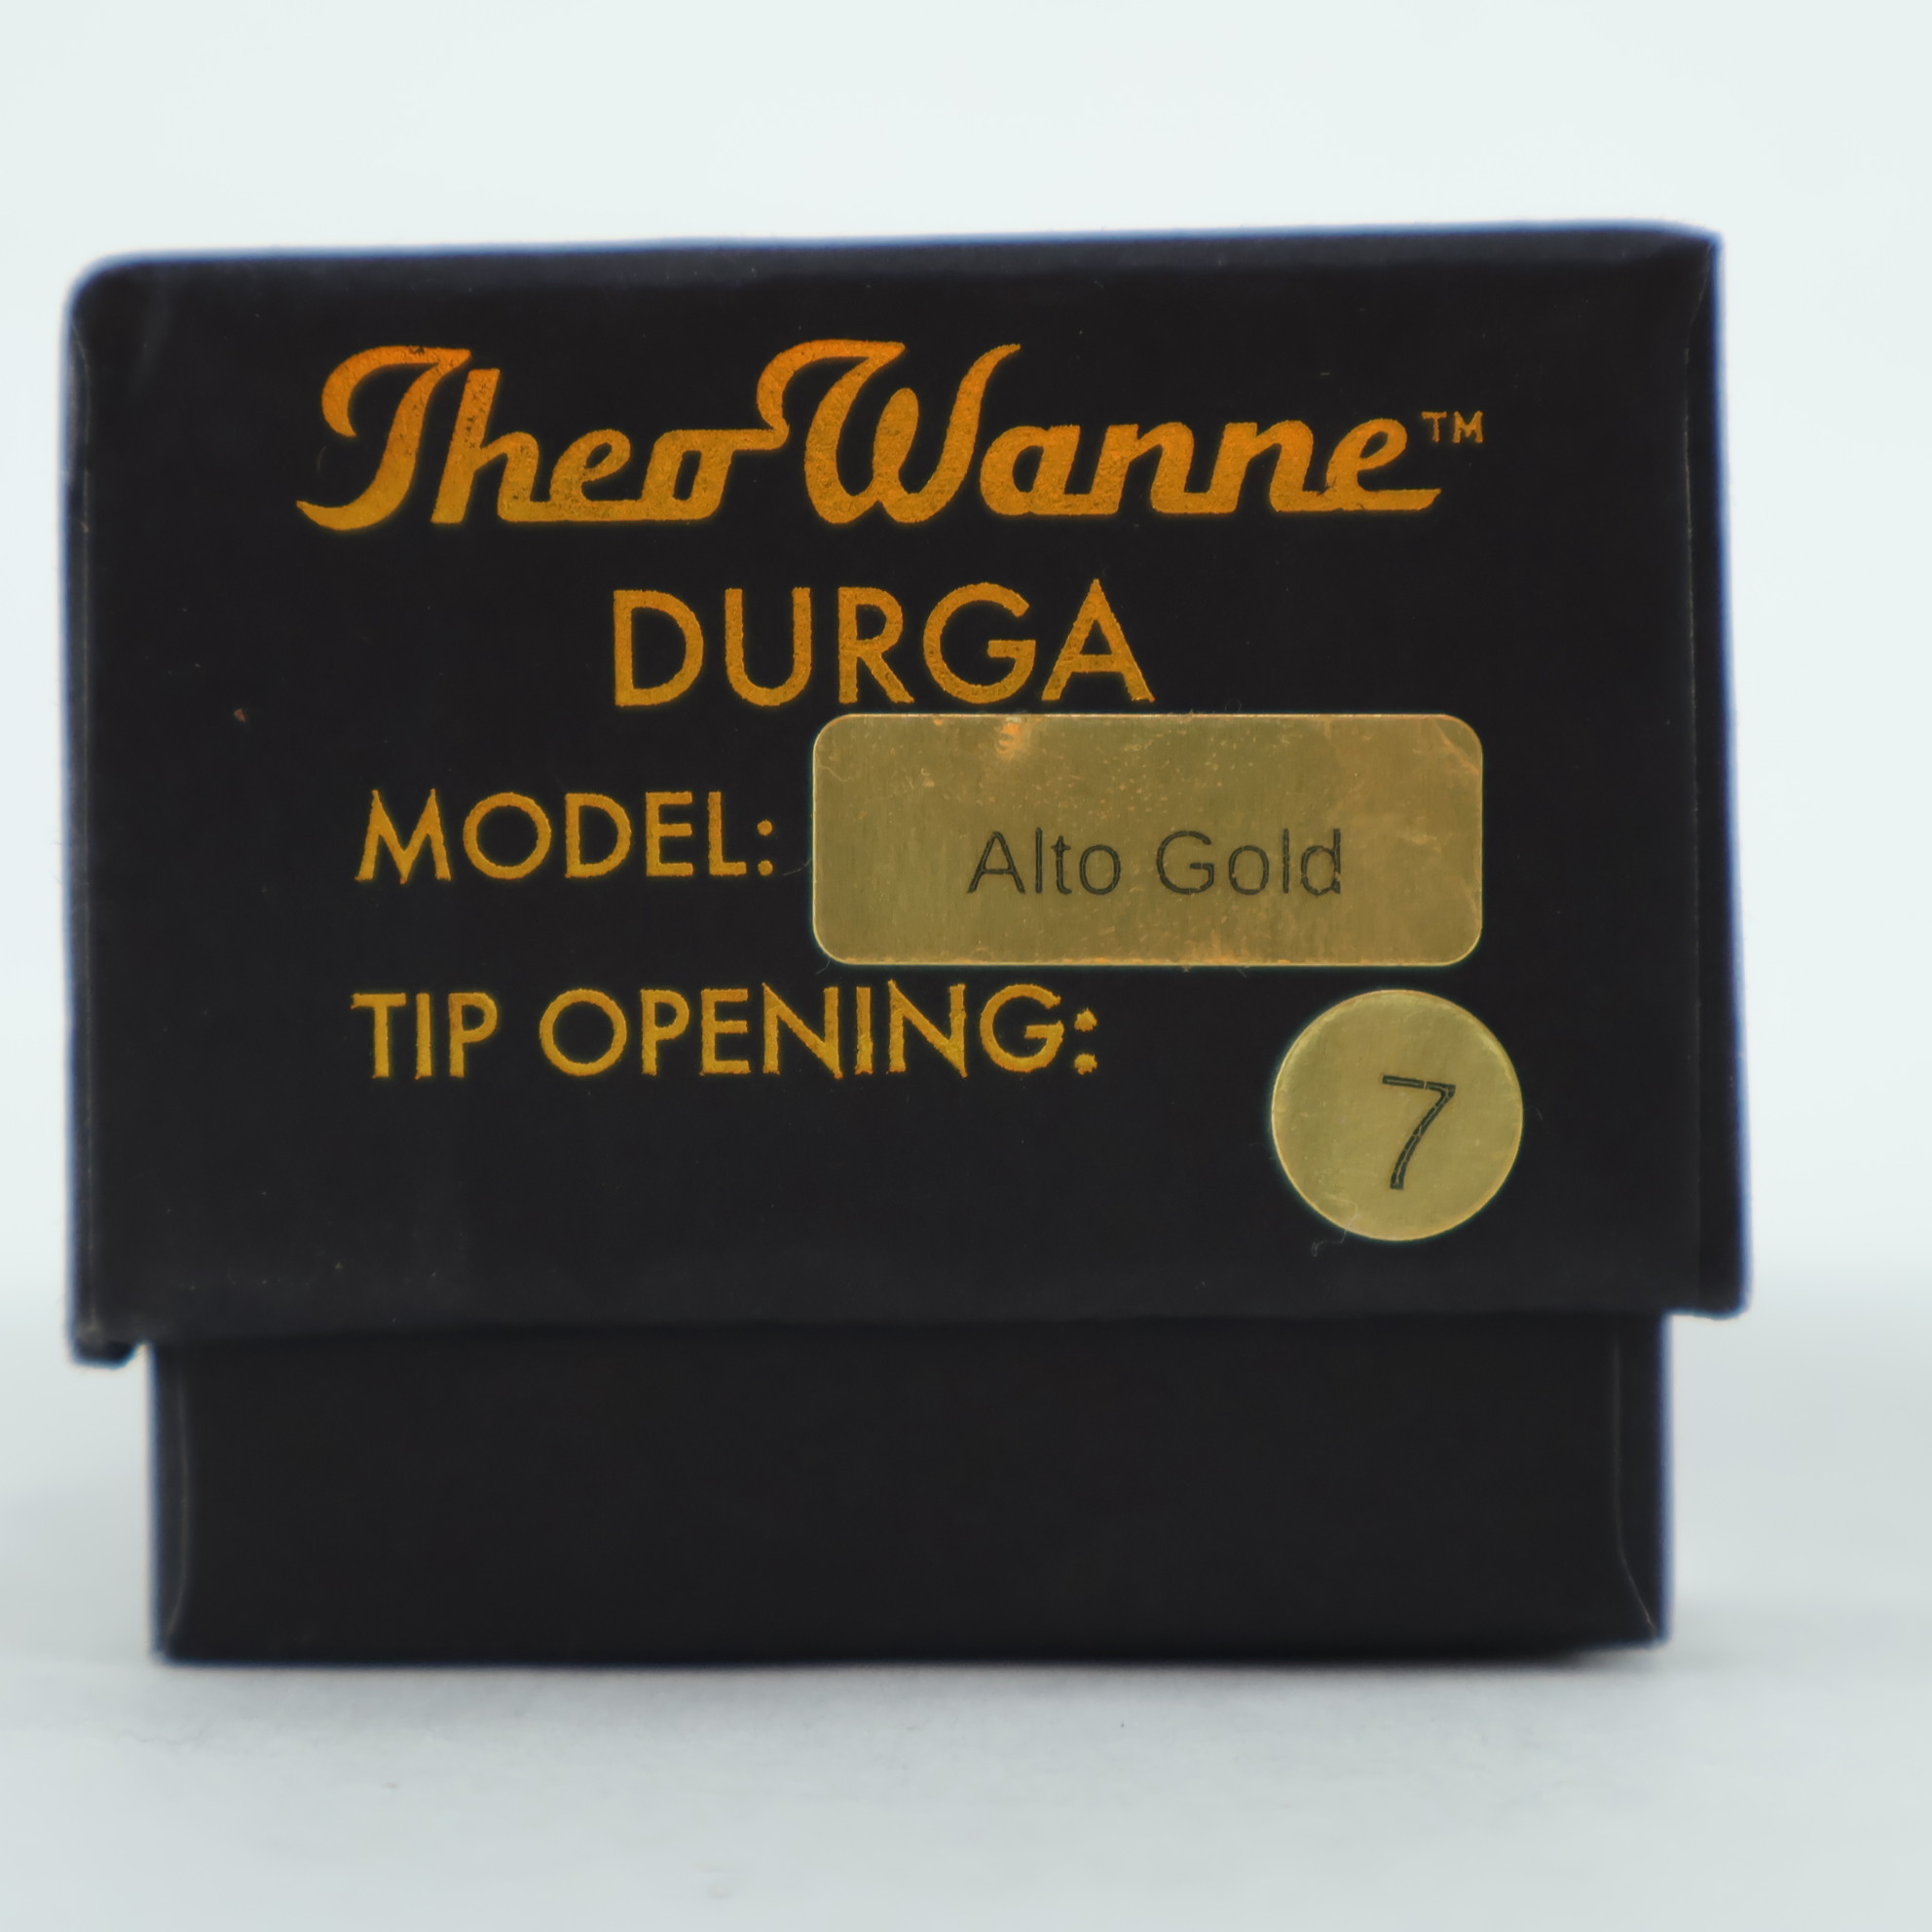 Theo Wanne™
DURGA
MODEL: Alto Gold
TIP OPENING: 7